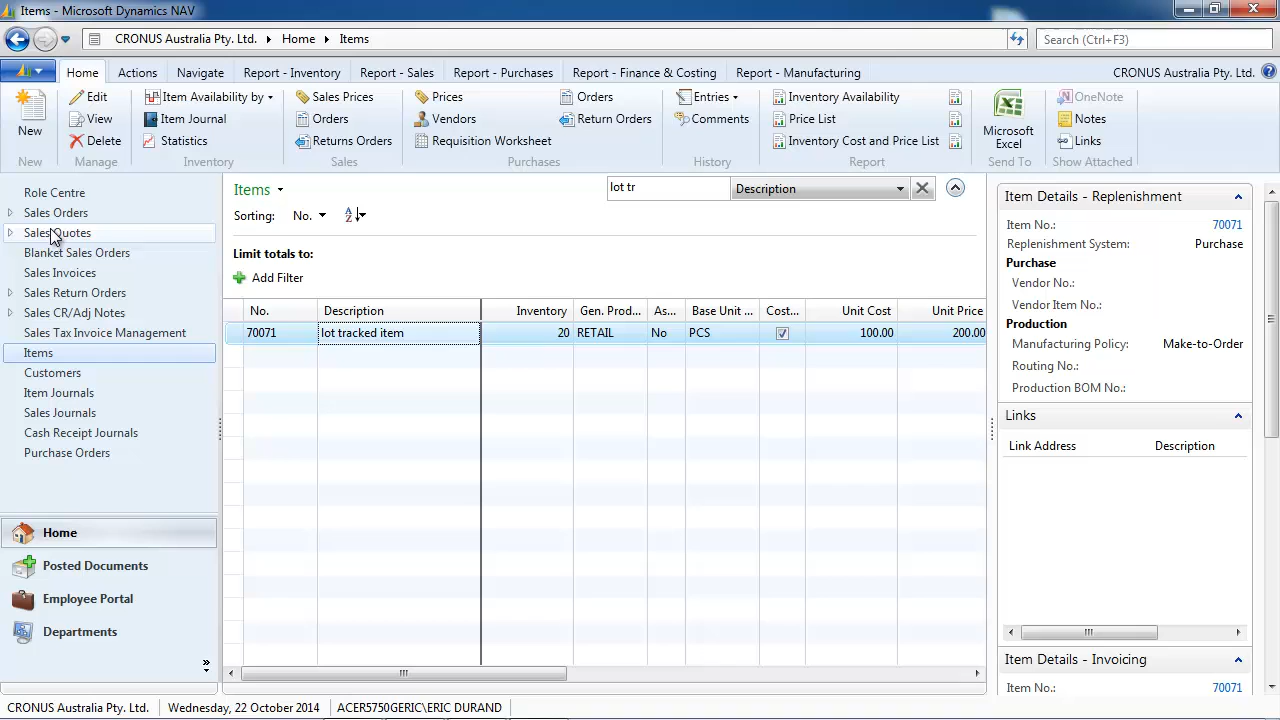 Items - Microsoft Dynamics NAV
CRONUS Australia Pty. Ltd. Home Items
Search (Ctrl+F3)
Home Actions Navigate Report - Inventory Report - Sales Report - Purchases Report - Finance & Costing Report - Manufacturing CRONUS Australia Pty. Ltd.
New
Edit
View
Delete
Item Availability by
Item Journal
Statistics
Sales Prices
Orders
Returns Orders
Prices
Vendors
Requisition Worksheet
Orders
Return Orders
Entries
Comments
Inventory Availability
Price List
Inventory Cost and Price List
Microsoft
Excel
OneNote
Notes
Links
New Manage Inventory Sales Purchases History Report Send To Show Attached
Role Centre
Sales Orders
Sales Quotes
Blanket Sales Orders
Sales Invoices
Sales Return Orders
Sales CR/Adj Notes
Sales Tax Invoice Management
Items
Customers
Item Journals
Sales Journals
Cash Receipt Journals
Purchase Orders
Home
Posted Documents
Employee Portal
Departments
Items
lot tr Description
Sorting: No.
Limit totals to:
Add Filter
No. Description Inventory Gen. Prod... As... Base Unit ... Cost... Unit Cost Unit Price
70071 lot tracked item 20 RETAIL No PCS 100.00 200.00
Item Details - Replenishment
Item No.: 70071
Replenishment System: Purchase
Purchase
Vendor No.:
Vendor Item No.:
Production
Manufacturing Policy: Make-to-Order
Routing No.:
Production BOM No.:
Links
Link Address Description
Item Details - Invoicing
Item No.: 70071
CRONUS Australia Pty. Ltd. Wednesday, 22 October 2014 ACER5750GERIC\ERIC DURAND